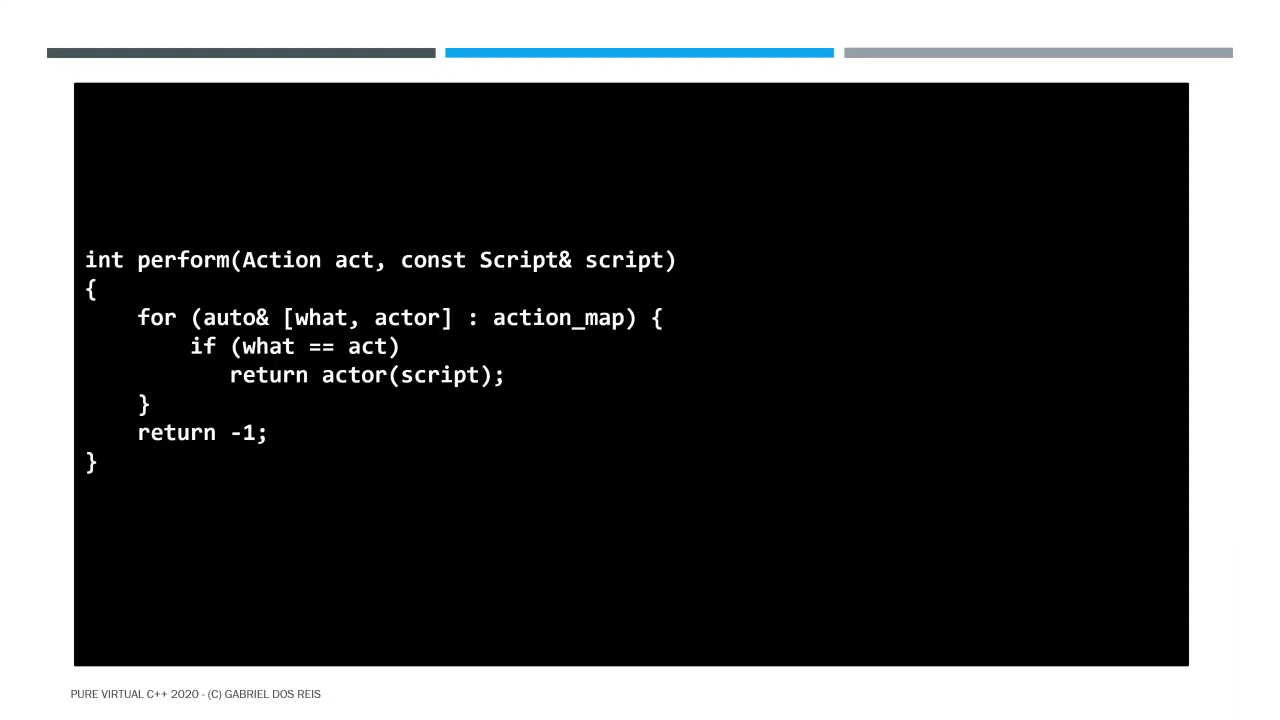 int perform(Action act, const Script& script)
{
    for (auto& [what, actor] : action_map) {
        if (what == act)
           return actor(script);
    }
    return -1;
}
PURE VIRTUAL C++ 2020 - (C) GABRIEL DOS REIS